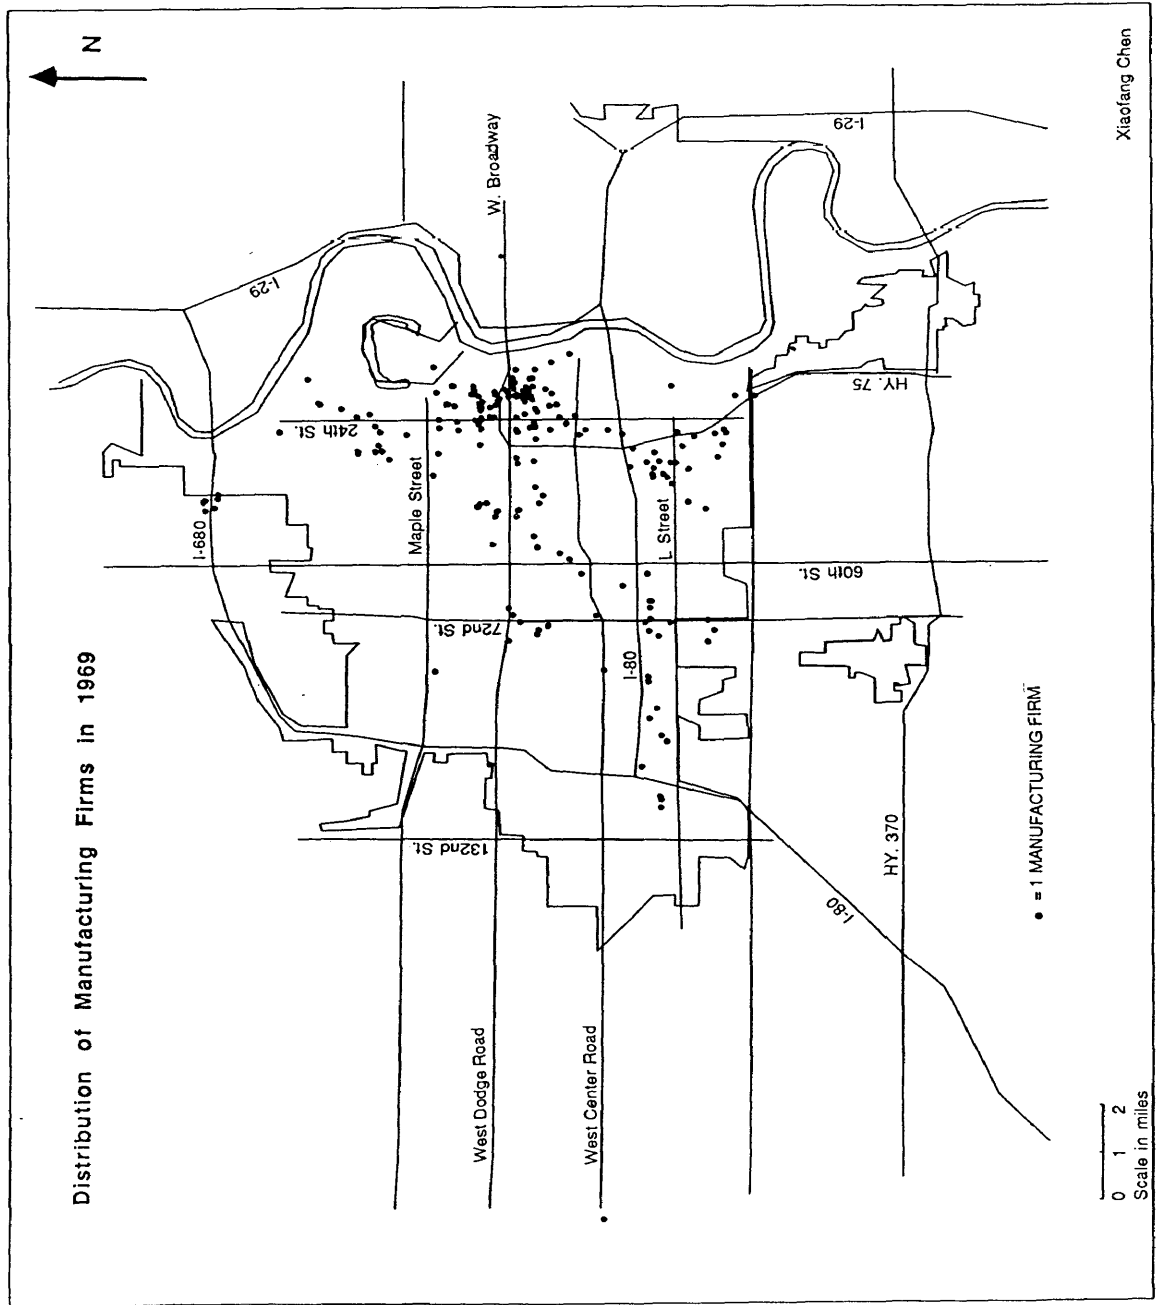 Distribution of Manufacturing Firms in 1969
N
I-29
I-680
24th St.
Maple Street
W. Broadway
I-29
72nd St.
60th St.
L Street
I-80
HY. 75
132nd St.
West Dodge Road
West Center Road
I-80
HY. 370
• = 1 MANUFACTURING FIRM
0 1 2
Scale in miles
Xiaofang Chen